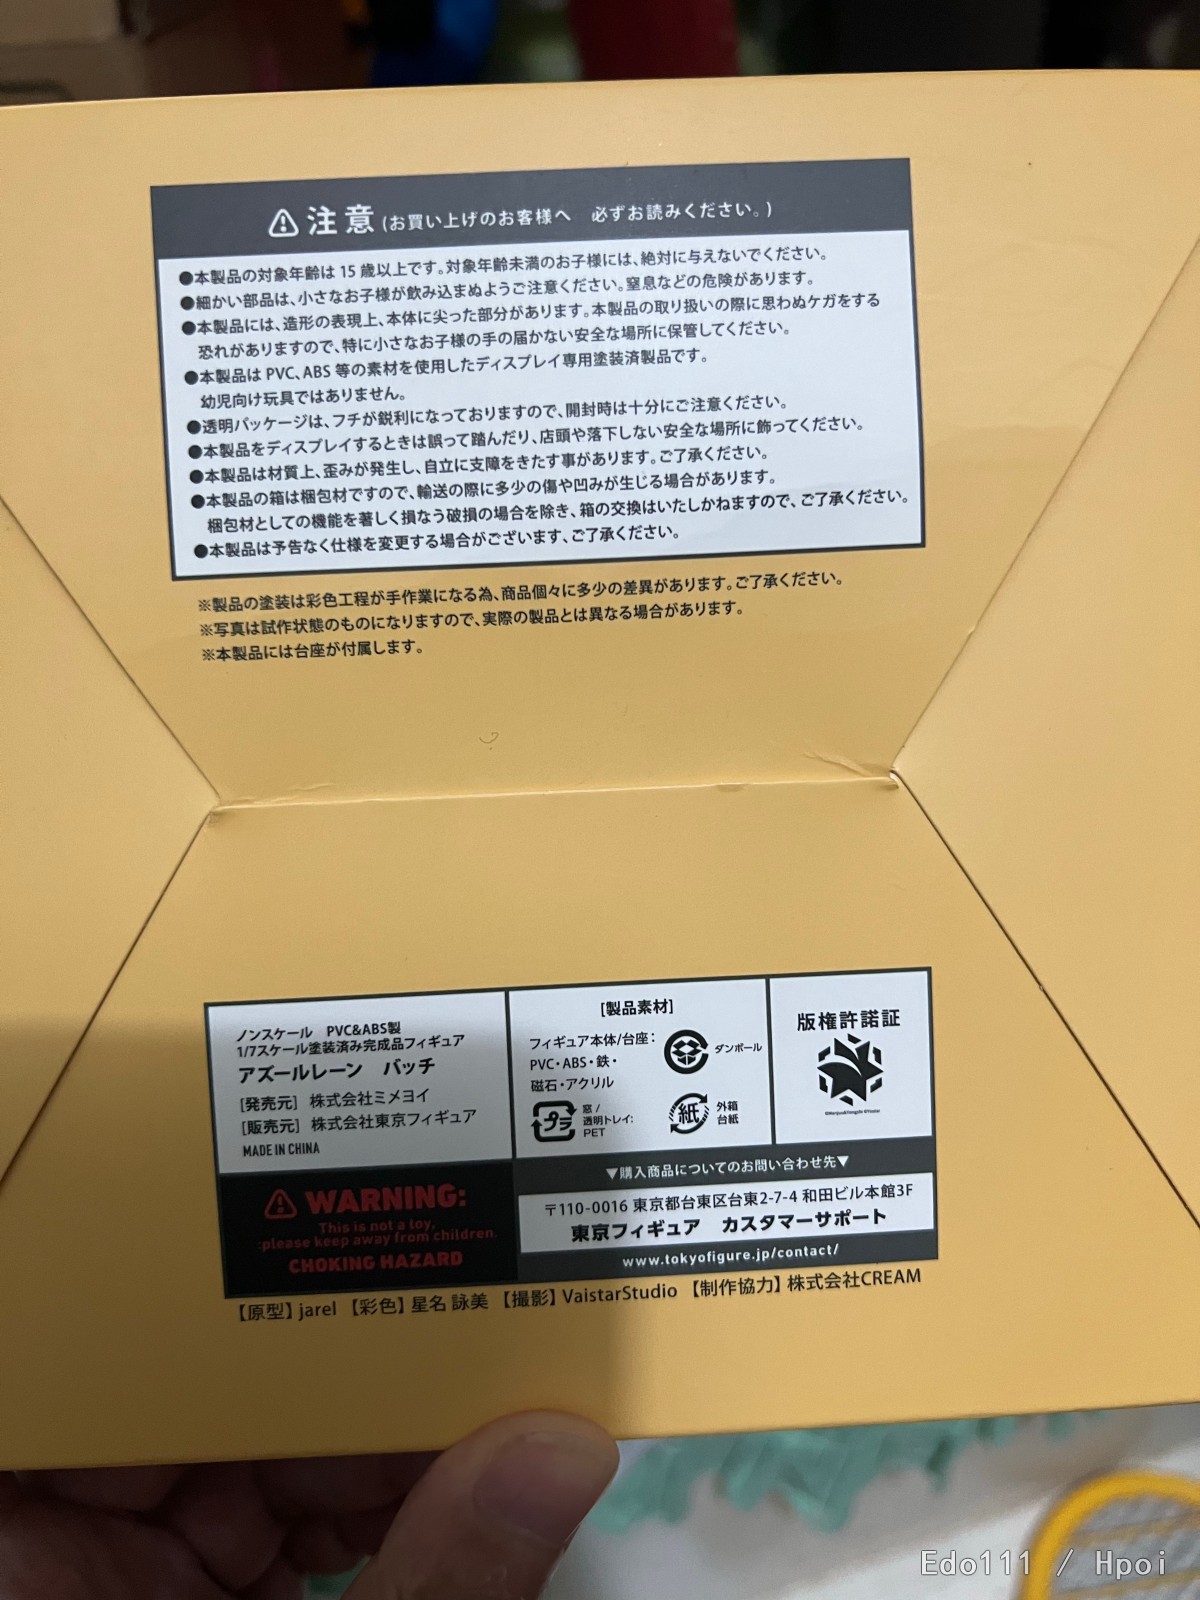 注意(お買い上げのお客様へ 必ずお読みください。)
●本製品の対象年齢は15歳以上です。対象年齢未満のお子様には、絶対に与えないでください。
●細かい部品は、小さなお子様が飲み込まぬようご注意ください。窒息などの危険があります。
●本製品には、造形の表現上、本体に尖った部分があります。本製品の取り扱いの際に思わぬケガをする
恐れがありますので、特に小さなお子様の手の届かない安全な場所に保管してください。
●本製品はPVC、ABS等の素材を使用したディスプレイ専用塗装済製品です。
幼児向け玩具ではありません。
●透明パッケージは、フチが鋭利になっておりますので、開封時は十分にご注意ください。
●本製品をディスプレイするときは誤って踏んだり、店頭や落下しない安全な場所に飾ってください。
●本製品は材質上、歪みが発生し、自立に支障をきたす事があります。ご了承ください。
●本製品の箱は梱包材ですので、輸送の際に多少の傷や凹みが生じる場合があります。
梱包材としての機能を著しく損なう破損の場合を除き、箱の交換はいたしかねますので、ご了承ください。
●本製品は予告なく仕様を変更する場合がございます、ご了承ください。
※製品の塗装は彩色工程が手作業になる為、商品個々に多少の差異があります。ご了承ください。
※写真は試作状態のものになりますので、実際の製品とは異なる場合があります。
※本製品には台座が付属します。
ノンスケール PVC&ABS製
1/7スケール塗装済み完成品フィギュア
アズールレーン バッチ
[発売元] 株式会社ミメヨイ
[販売元] 株式会社東京フィギュア
MADE IN CHINA
[製品素材]
フィギュア本体/台座:
PVC・ABS・鉄・
磁石・アクリル
ダンボール
プラ
窓/
透明トレイ:
PET
紙
外箱
台紙
版権許諾証
WARNING:
This is not a toy,
:please keep away from children.
CHOKING HAZARD
▼購入商品についてのお問い合わせ先▼
〒110-0016 東京都台東区台東2-7-4 和田ビル本館3F
東京フィギュア カスタマーサポート
www.tokyofigure.jp/contact/
【原型】jarel 【彩色】星名 詠美 【撮影】VaistarStudio 【制作協力】株式会社CREAM
Edo111 / Hpoi